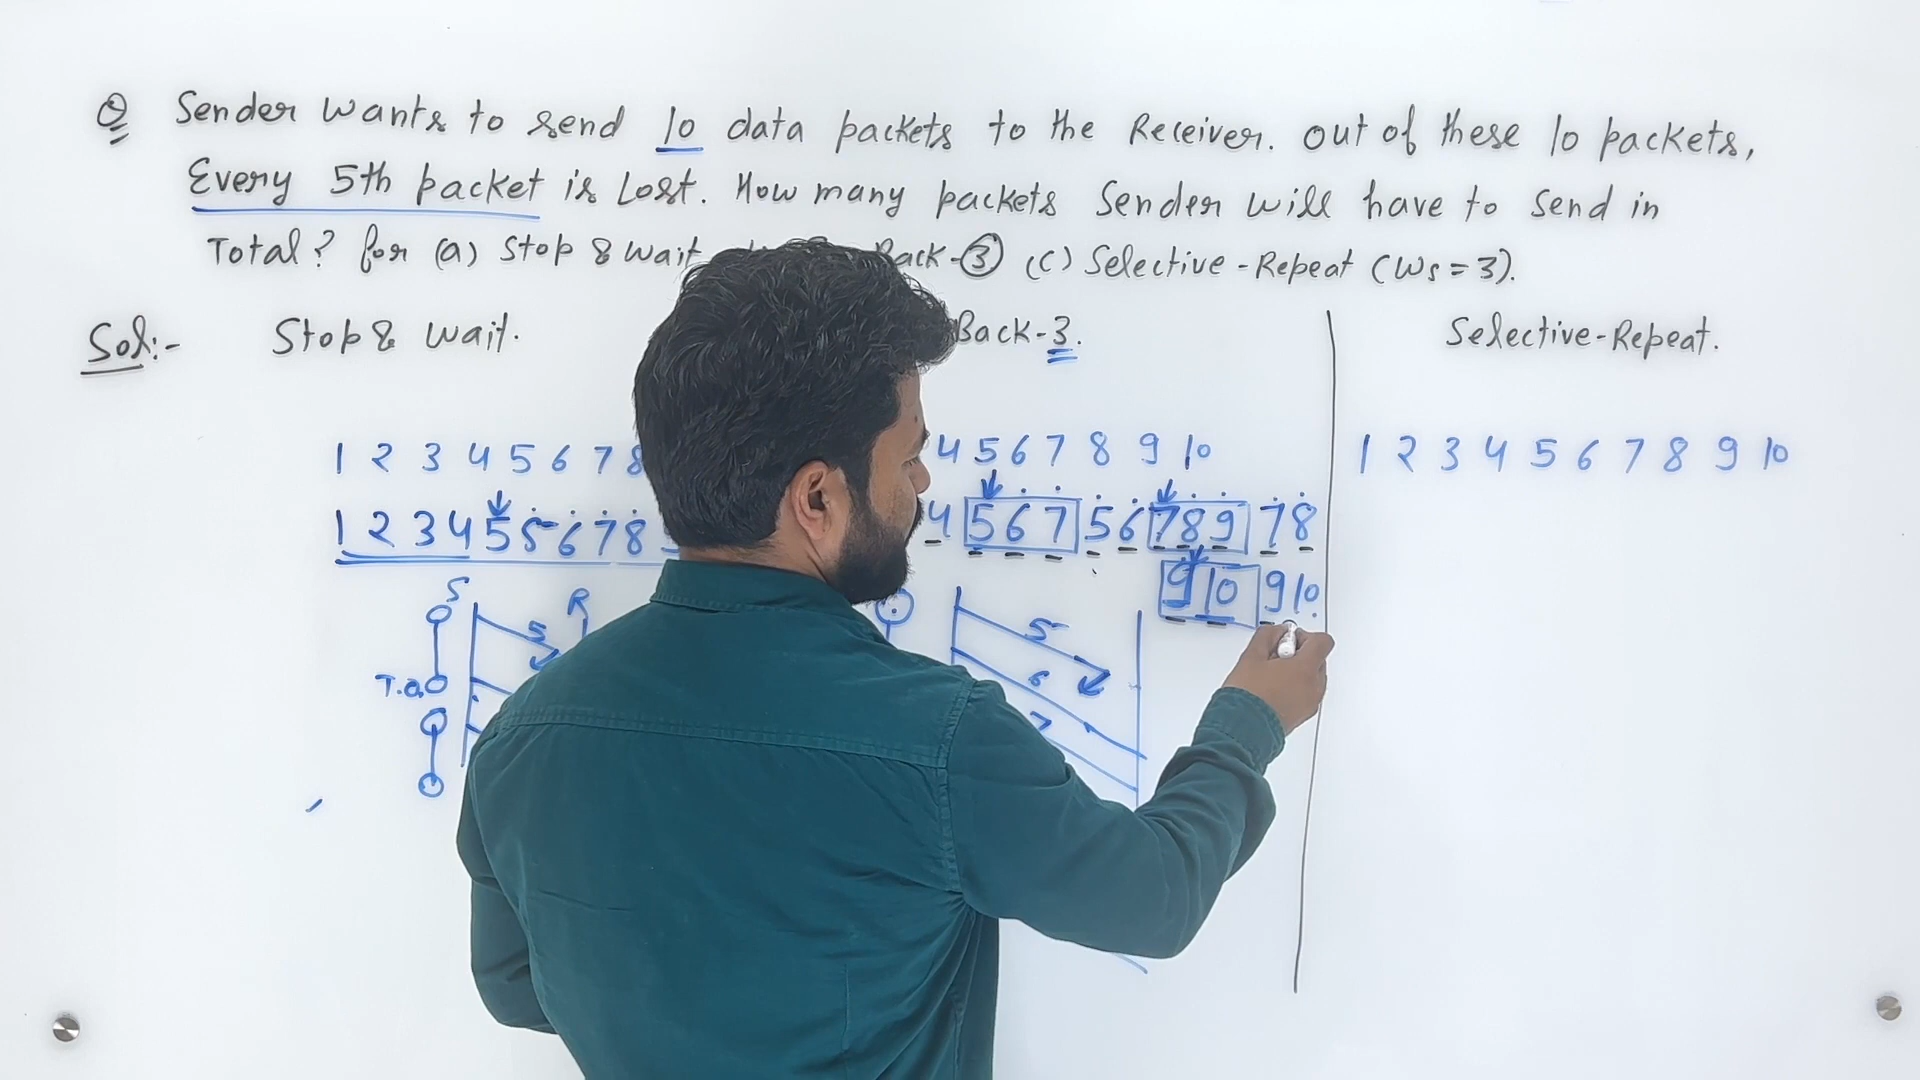 Q Sender wants to send 10 data packets to the Receiver. out of these 10 packets,
Every 5th packet is Lost. How many packets Sender will have to send in
Total? for (a) Stop & wait Back-3 (c) Selective-Repeat (Ws=3).
Sol:- Stop & wait. Back-3. Selective-Repeat.
1 2 3 4 5 6 7 8 4 5 6 7 8 9 10 1 2 3 4 5 6 7 8 9 10
1 2 3 4 5 5 6 7 8 4 5 6 7 5 6 7 8 9 7 8
9 10 9 10
S R
5 5
T.O 6
7